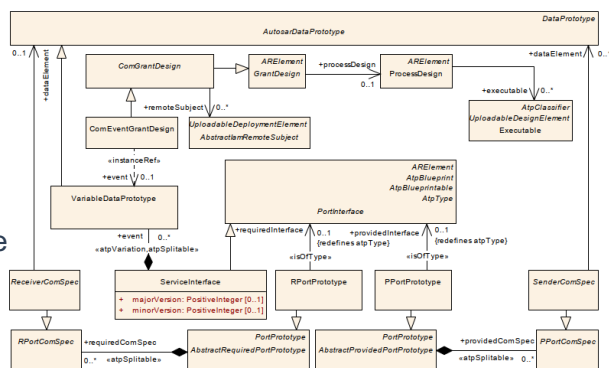 DataPrototype
AutosarDataPrototype
0..1
+dataElement
+dataElement
0..1
ComGrantDesign
ARElement
GrantDesign
+processDesign
0..1
ARElement
ProcessDesign
+remoteSubject
0..*
+executable
0..*
ComEventGrantDesign
UploadableDeploymentElement
AbstractIamRemoteSubject
AtpClassifier
UploadableDesignElement
Executable
«instanceRef»
+event
0..1
ARElement
AtpBlueprint
AtpBlueprintable
AtpType
PortInterface
VariableDataPrototype
+event
0..*
«atpVariation,atpSplitable»
+requiredInterface
0..1
{redefines atpType}
«isOfType»
+providedInterface
0..1
{redefines atpType}
«isOfType»
e
ReceiverComSpec
ServiceInterface
+ majorVersion: PositiveInteger [0..1]
+ minorVersion: PositiveInteger [0..1]
RPortPrototype
PPortPrototype
SenderComSpec
RPortComSpec
+requiredComSpec
0..*
«atpSplitable»
PortPrototype
AbstractRequiredPortPrototype
PortPrototype
AbstractProvidedPortPrototype
+providedComSpec
«atpSplitable»
0..*
PPortComSpec